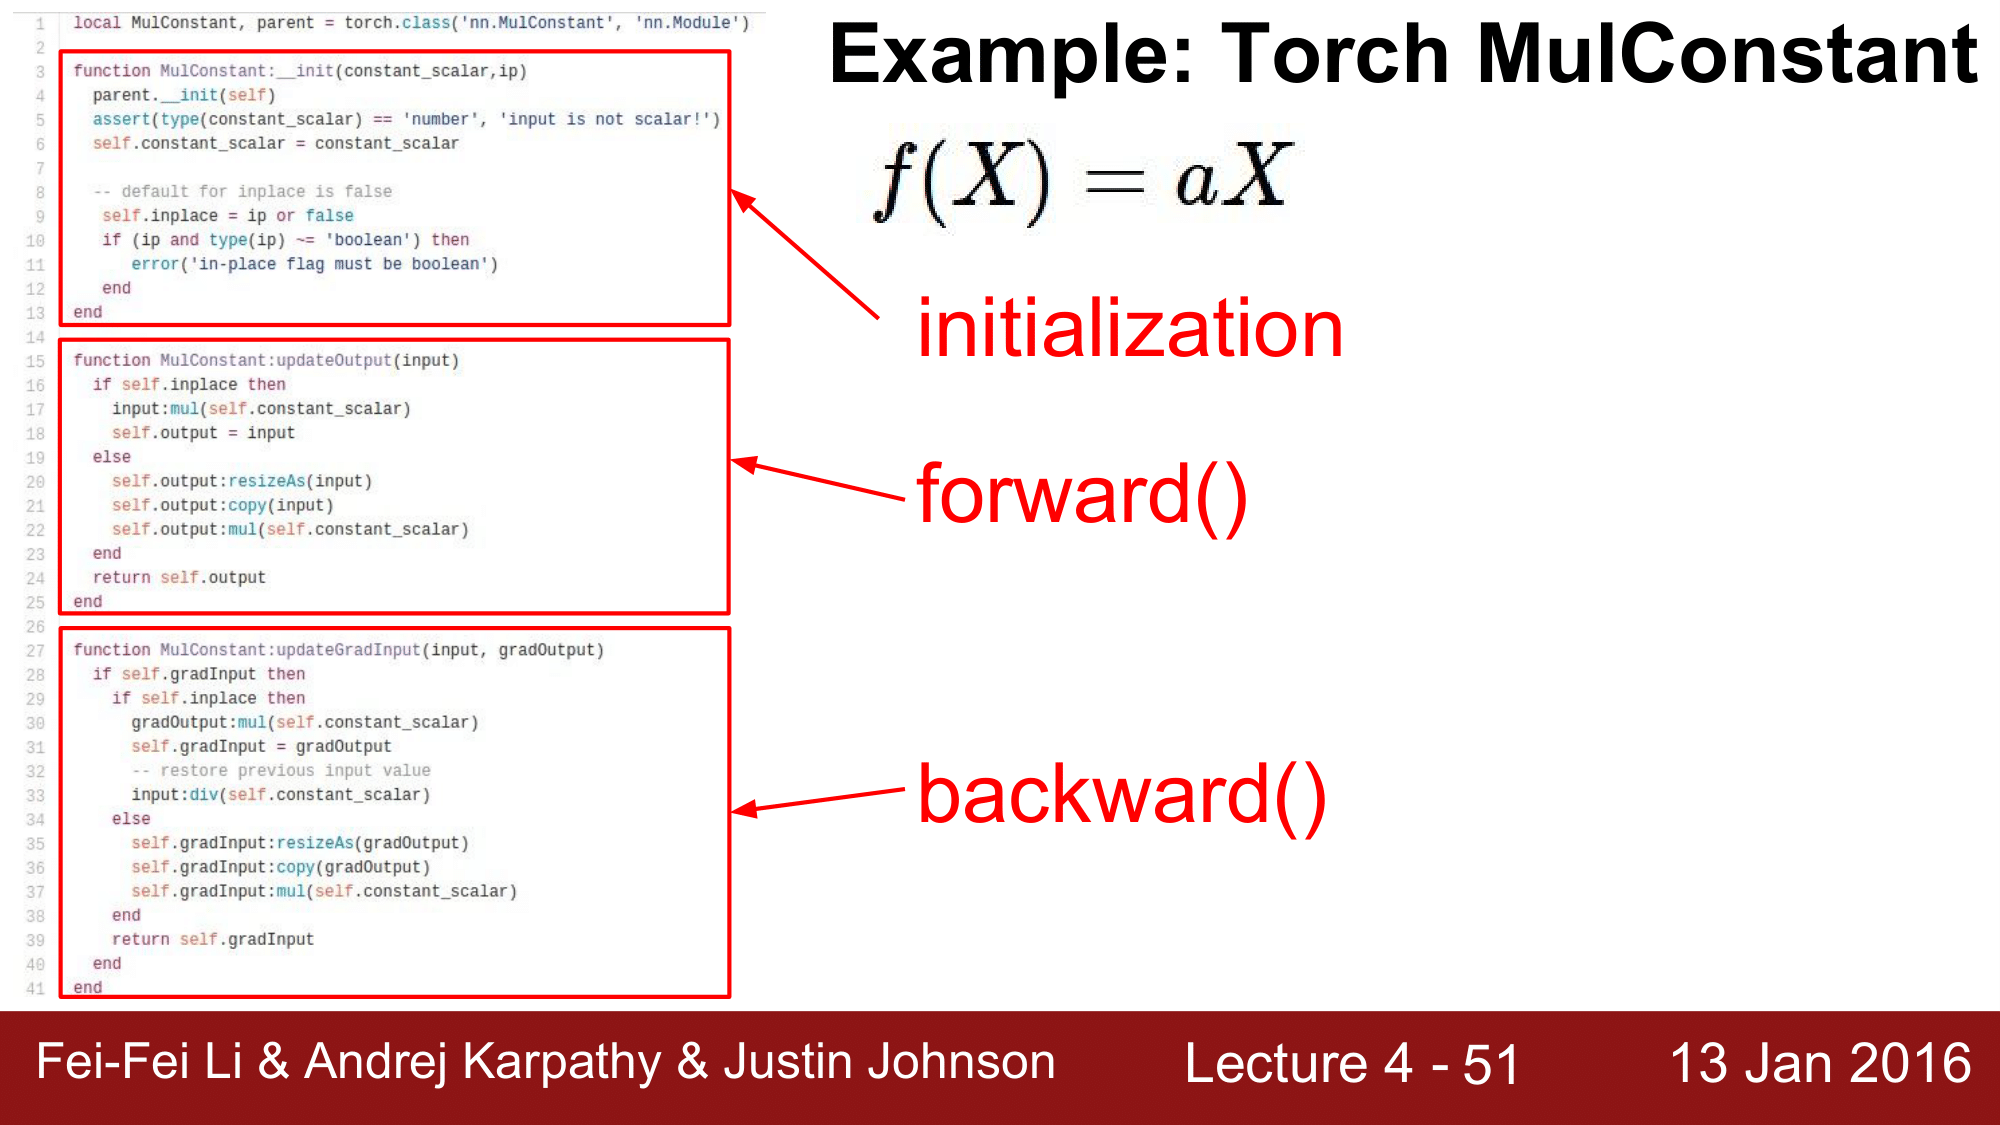 Example: Torch MulConstant
f(X) = aX
1 local MulConstant, parent = torch.class('nn.MulConstant', 'nn.Module')
2
3 function MulConstant:__init(constant_scalar,ip)
4   parent.__init(self)
5   assert(type(constant_scalar) == 'number', 'input is not scalar!')
6   self.constant_scalar = constant_scalar
7
8   -- default for inplace is false
9    self.inplace = ip or false
10    if (ip and type(ip) ~= 'boolean') then
11       error('in-place flag must be boolean')
12    end
13 end
14
15 function MulConstant:updateOutput(input)
16   if self.inplace then
17     input:mul(self.constant_scalar)
18     self.output = input
19   else
20     self.output:resizeAs(input)
21     self.output:copy(input)
22     self.output:mul(self.constant_scalar)
23   end
24   return self.output
25 end
26
27 function MulConstant:updateGradInput(input, gradOutput)
28   if self.gradInput then
29     if self.inplace then
30       gradOutput:mul(self.constant_scalar)
31       self.gradInput = gradOutput
32       -- restore previous input value
33       input:div(self.constant_scalar)
34     else
35       self.gradInput:resizeAs(gradOutput)
36       self.gradInput:copy(gradOutput)
37       self.gradInput:mul(self.constant_scalar)
38     end
39     return self.gradInput
40   end
41 end
initialization
forward()
backward()
Fei-Fei Li & Andrej Karpathy & Justin Johnson
Lecture 4 - 51
13 Jan 2016